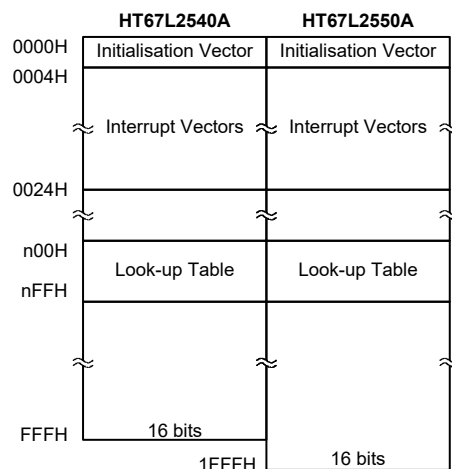 HT67L2540A HT67L2550A
0000H Initialisation Vector Initialisation Vector
0004H
Interrupt Vectors Interrupt Vectors
0024H
n00H
Look-up Table Look-up Table
nFFH
FFFH 16 bits
1FFFH 16 bits